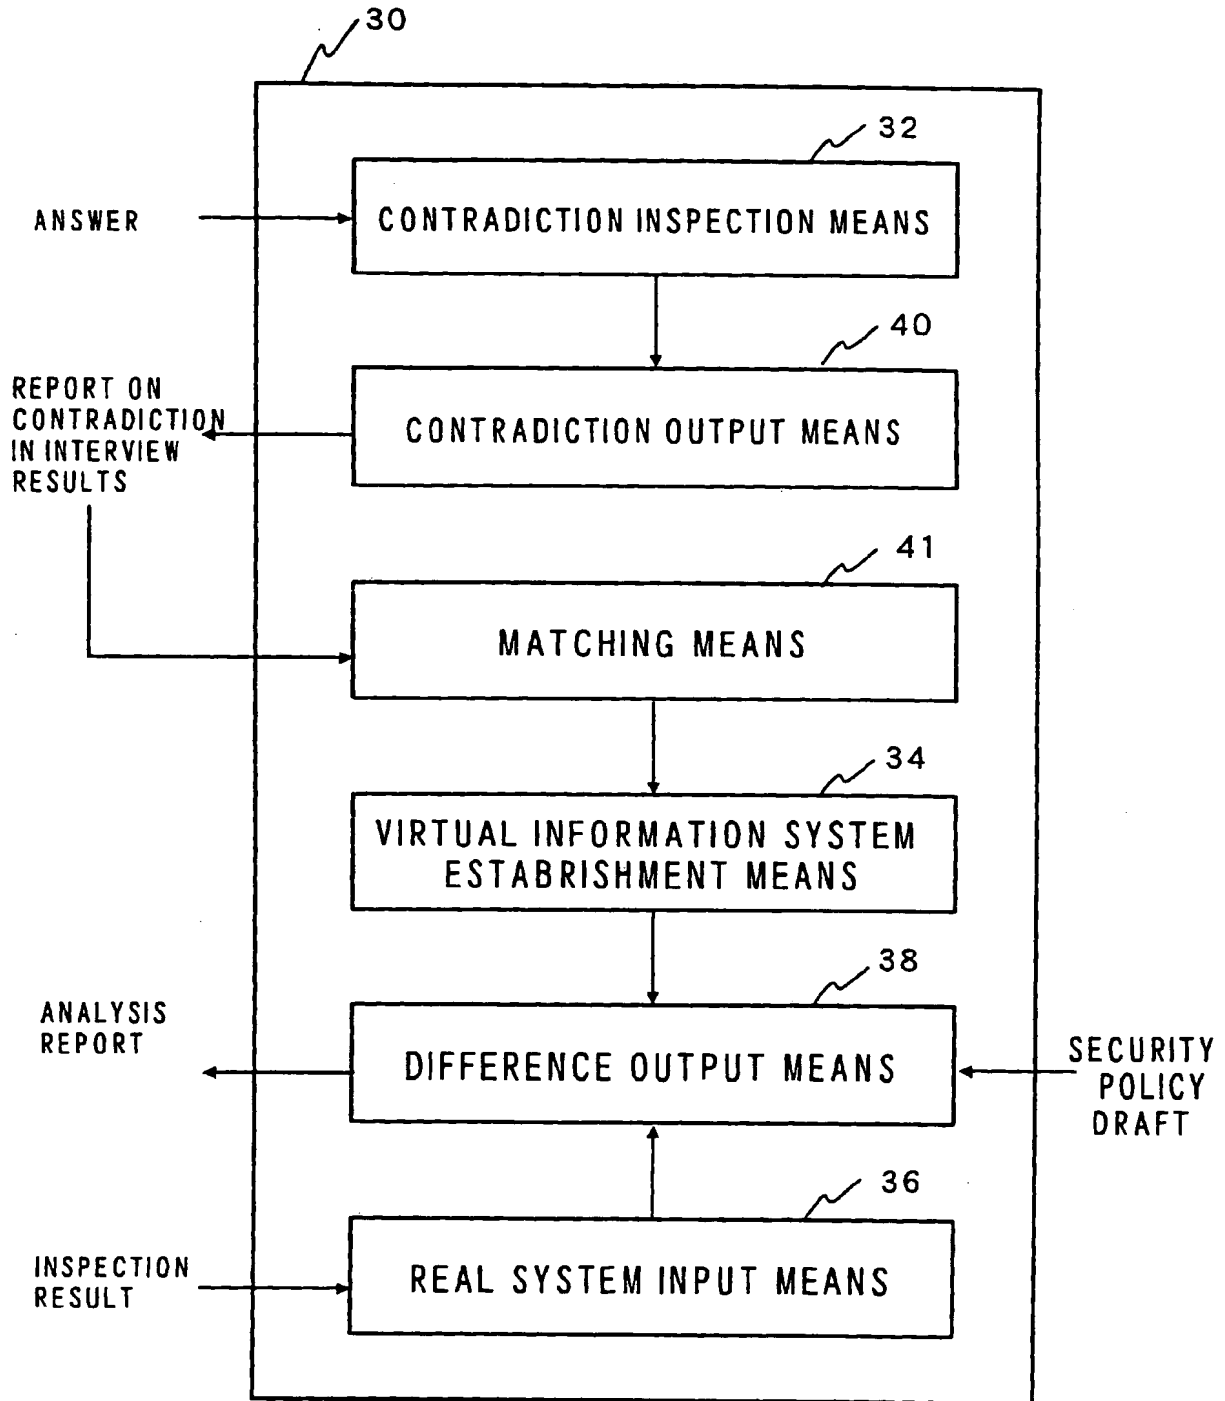 30
32
ANSWER
CONTRADICTION INSPECTION MEANS
40
REPORT ON
CONTRADICTION
IN INTERVIEW
RESULTS
CONTRADICTION OUTPUT MEANS
41
MATCHING MEANS
34
VIRTUAL INFORMATION SYSTEM
ESTABRISHMENT MEANS
38
ANALYSIS
REPORT
DIFFERENCE OUTPUT MEANS
SECURITY
POLICY
DRAFT
36
INSPECTION
RESULT
REAL SYSTEM INPUT MEANS